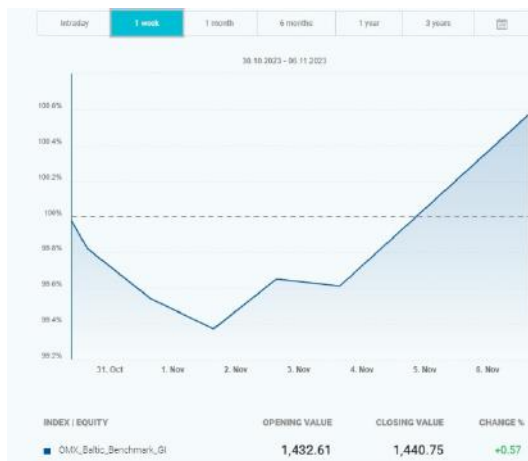 Intraday 1 week 1 month 6 months 1 year 3 years
30.10.2023 - 06.11.2023
100.6%
100.4%
100.2%
100%
99.8%
99.6%
99.4%
99.2%
31. Oct 1. Nov 2. Nov 3. Nov 4. Nov 5. Nov 6. Nov
INDEX | EQUITY OPENING VALUE CLOSING VALUE CHANGE %
OMX_Baltic_Benchmark_GI 1,432.61 1,440.75 +0.57